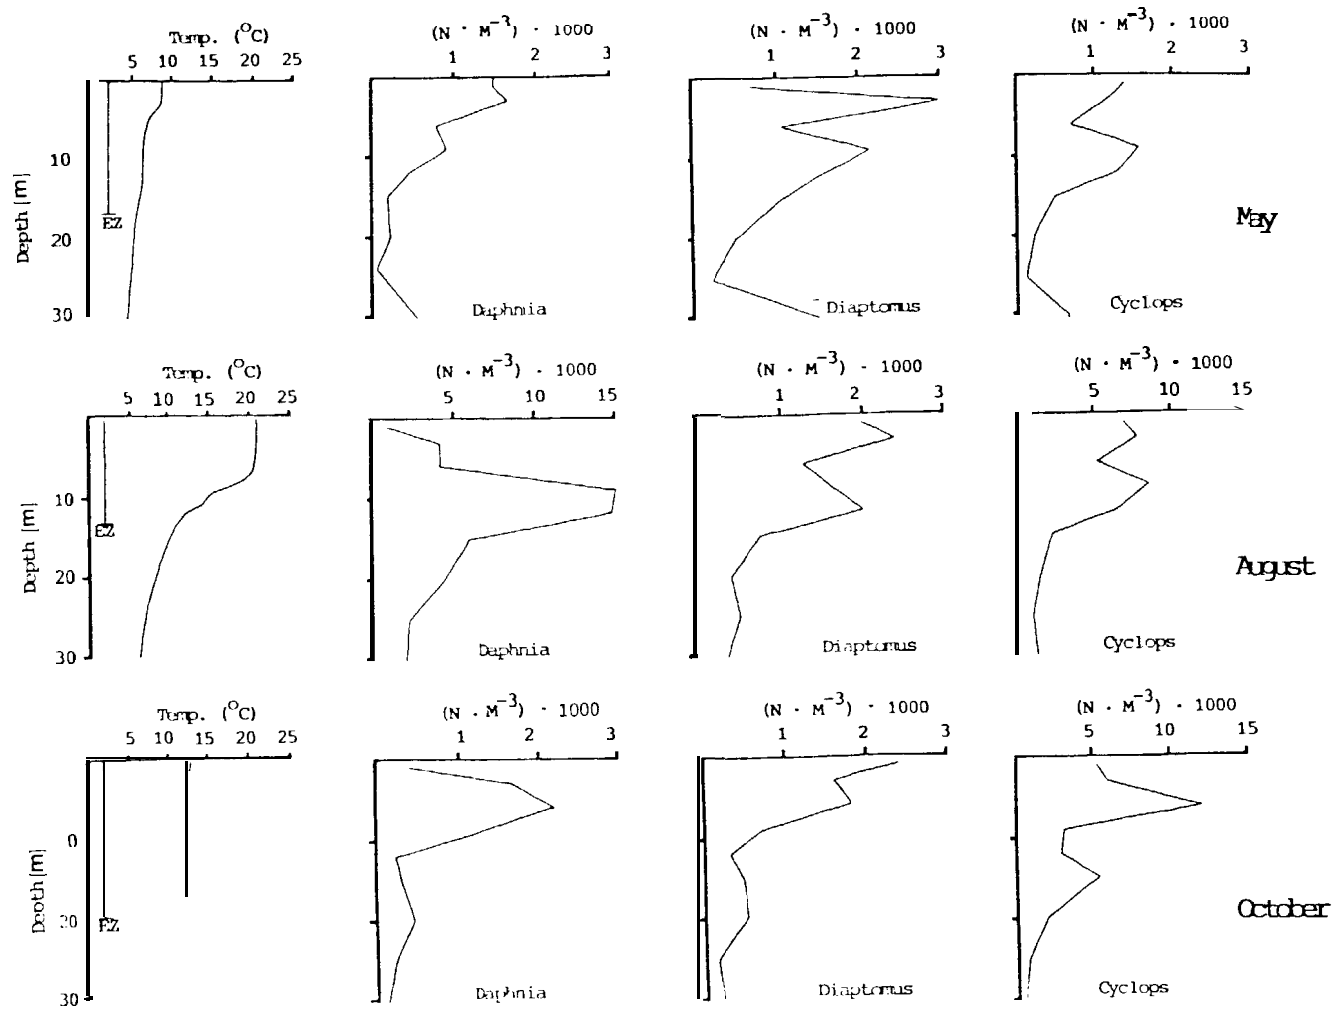 Temp. (°C)
5 10 15 20 25
(N · M⁻³) · 1000
1 2 3
(N · M⁻³) · 1000
1 2 3
(N · M⁻³) · 1000
1 2 3
Depth [m]
10
20
30
EZ
Daphnia
Diaptomus
Cyclops
May
Temp. (°C)
5 10 15 20 25
(N · M⁻³) · 1000
5 10 15
(N · M⁻³) · 1000
1 2 3
(N · M⁻³) · 1000
5 10 15
Depth [m]
10
20
30
EZ
Daphnia
Diaptomus
Cyclops
August
Temp. (°C)
5 10 15 20 25
(N · M⁻³) · 1000
1 2 3
(N · M⁻³) · 1000
1 2 3
(N · M⁻³) · 1000
5 10 15
Depth [m]
0
20
30
EZ
Daphnia
Diaptomus
Cyclops
October